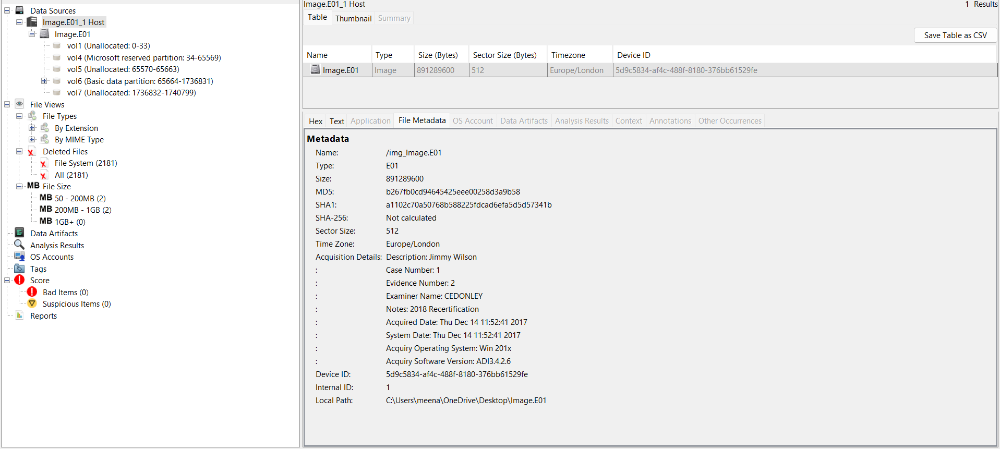 Data Sources
Image.E01_1 Host
Image.E01
vol1 (Unallocated: 0-33)
vol4 (Microsoft reserved partition: 34-65569)
vol5 (Unallocated: 65570-65663)
vol6 (Basic data partition: 65664-1736831)
vol7 (Unallocated: 1736832-1740799)
File Views
File Types
By Extension
By MIME Type
Deleted Files
File System (2181)
All (2181)
MB File Size
MB 50 - 200MB (2)
MB 200MB - 1GB (2)
MB 1GB+ (0)
Data Artifacts
Analysis Results
OS Accounts
Tags
Score
Bad Items (0)
Suspicious Items (0)
Reports
Image.E01_1 Host 1 Results
Table Thumbnail Summary
Save Table as CSV
Name Type Size (Bytes) Sector Size (Bytes) Timezone Device ID
Image.E01 Image 891289600 512 Europe/London 5d9c5834-af4c-488f-8180-376bb61529fe
Hex Text Application File Metadata OS Account Data Artifacts Analysis Results Context Annotations Other Occurrences
Metadata
Name: /img_Image.E01
Type: E01
Size: 891289600
MD5: b267fb0cd94645425eee00258d3a9b58
SHA1: a1102c70a50768b588225fdcad6efa5d5d57341b
SHA-256: Not calculated
Sector Size: 512
Time Zone: Europe/London
Acquisition Details: Description: Jimmy Wilson
: Case Number: 1
: Evidence Number: 2
: Examiner Name: CEDONLEY
: Notes: 2018 Recertification
: Acquired Date: Thu Dec 14 11:52:41 2017
: System Date: Thu Dec 14 11:52:41 2017
: Acquiry Operating System: Win 201x
: Acquiry Software Version: ADI3.4.2.6
Device ID: 5d9c5834-af4c-488f-8180-376bb61529fe
Internal ID: 1
Local Path: C:\Users\meena\OneDrive\Desktop\Image.E01